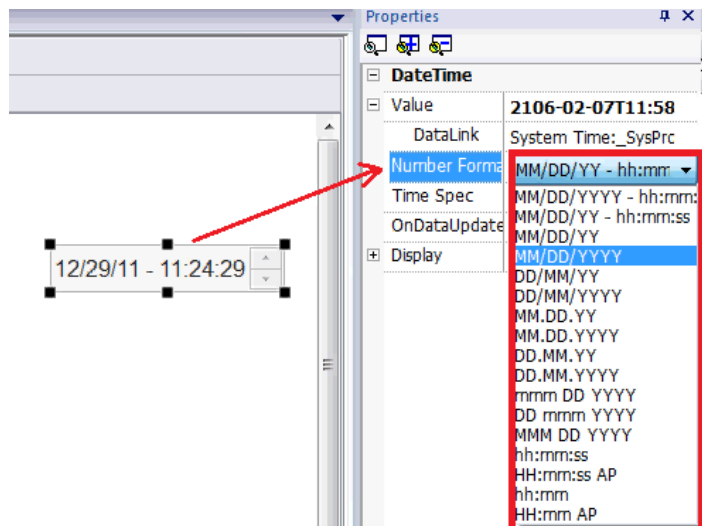 Properties
DateTime
Value 2106-02-07T11:58
DataLink System Time:_SysPrc
Number Forma MM/DD/YY - hh:mm
Time Spec
OnDataUpdate
Display
MM/DD/YYYY - hh:mm:
MM/DD/YY - hh:mm:ss
MM/DD/YY
MM/DD/YYYY
DD/MM/YY
DD/MM/YYYY
MM.DD.YY
MM.DD.YYYY
DD.MM.YY
DD.MM.YYYY
mmm DD YYYY
DD mmm YYYY
MMM DD YYYY
hh:mm:ss
HH:mm:ss AP
hh:mm
HH:mm AP
12/29/11 - 11:24:29